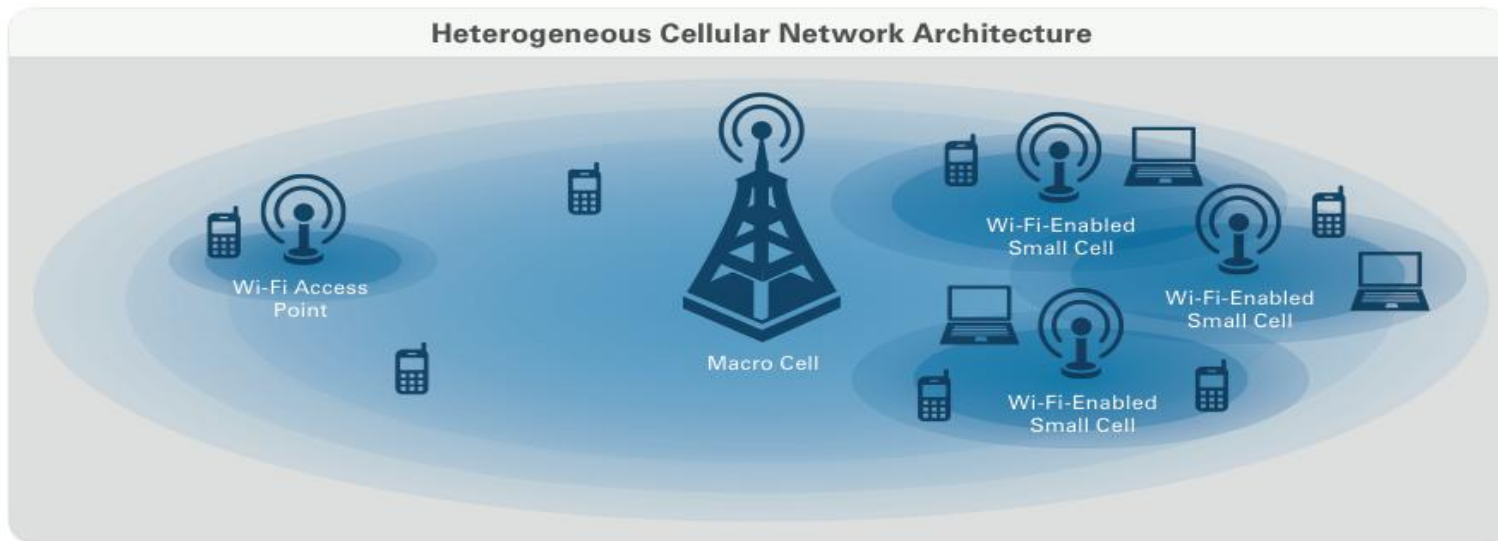 Heterogeneous Cellular Network Architecture
Wi-Fi Access
Point
Macro Cell
Wi-Fi-Enabled
Small Cell
Wi-Fi-Enabled
Small Cell
Wi-Fi-Enabled
Small Cell